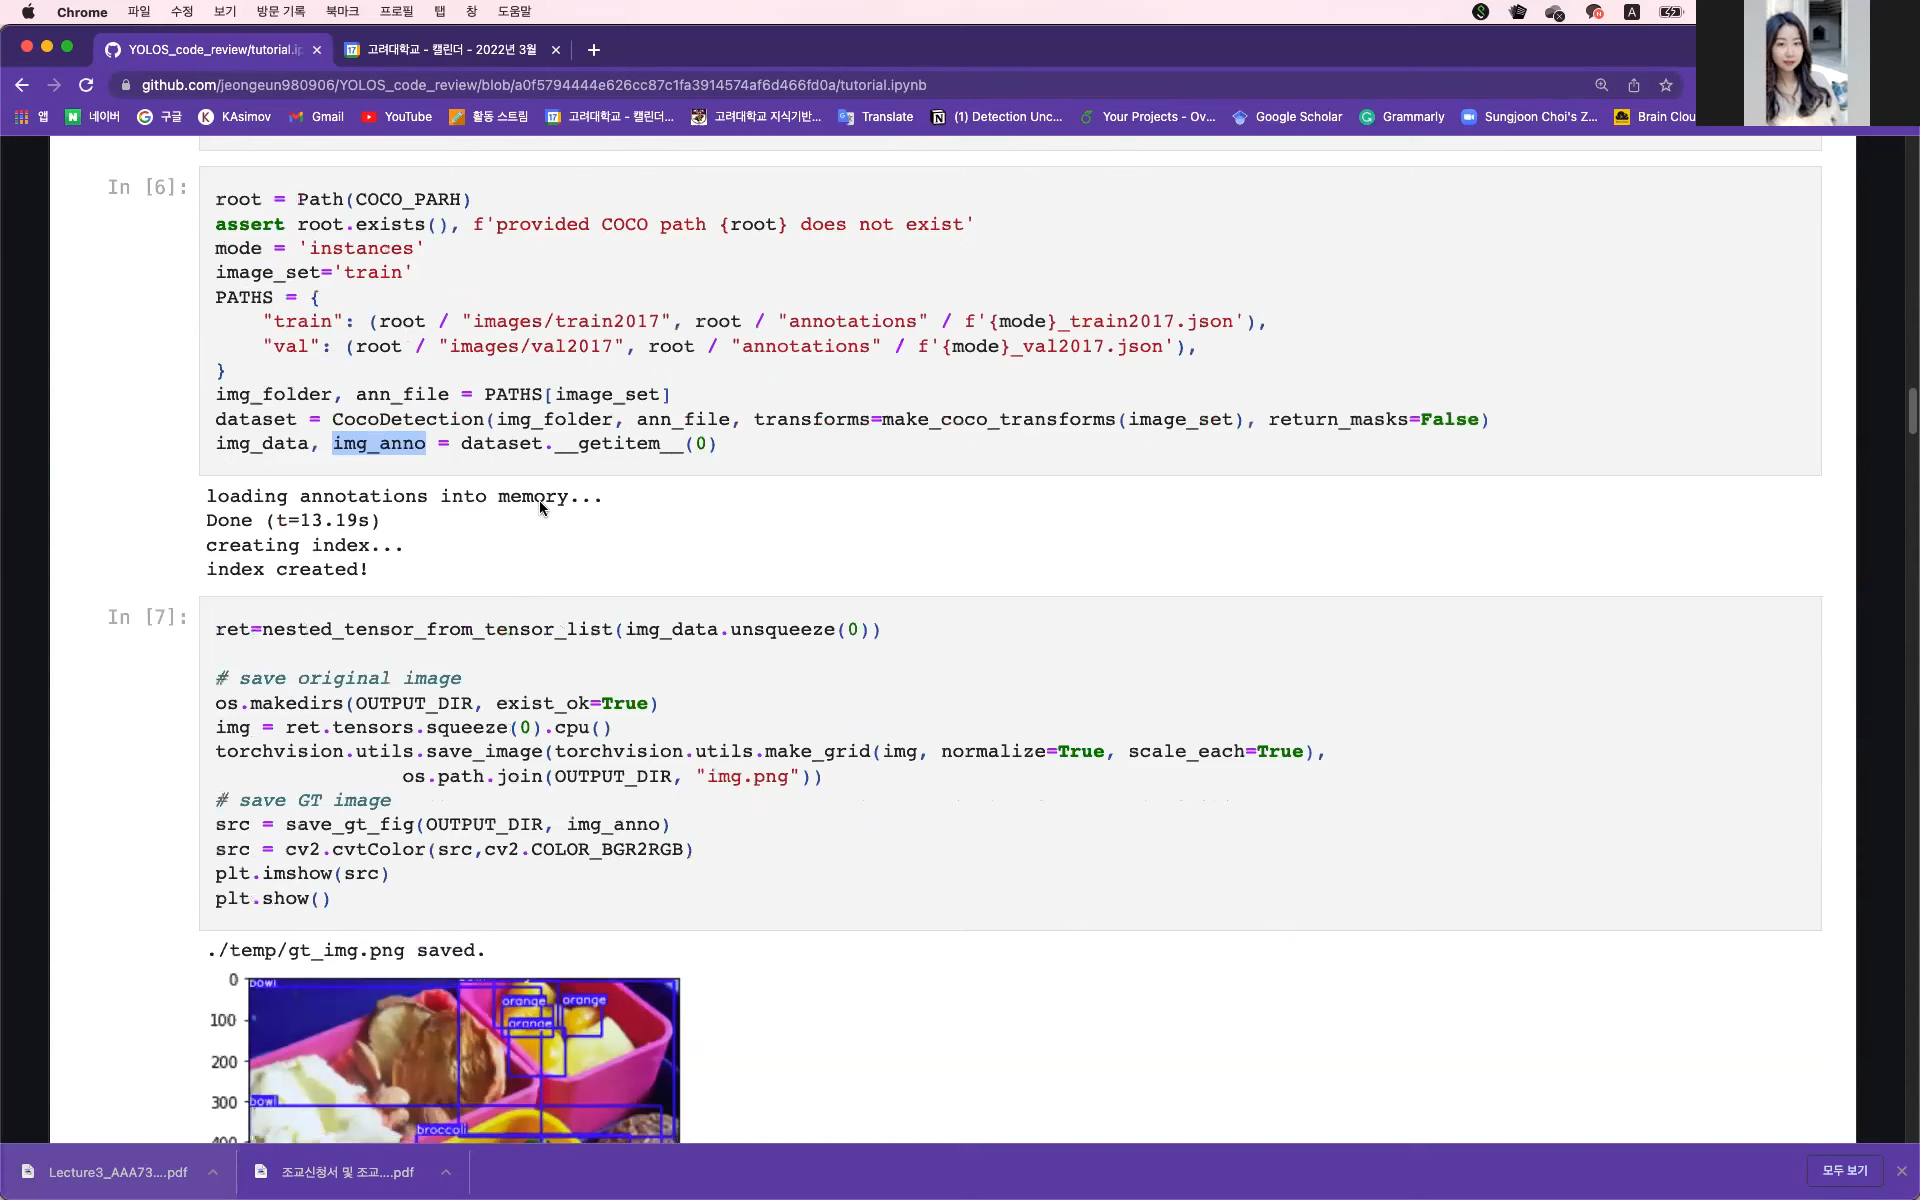 Chrome 파일 수정 보기 방문 기록 북마크 프로필 탭 창 도움말
YOLOS_code_review/tutorial.ip
고려대학교 - 캘린더 - 2022년 3월
github.com/jeongeun980906/YOLOS_code_review/blob/a0f5794444e626cc87c1fa3914574af6d466fd0a/tutorial.ipynb
앱 네이버 구글 KAsimov Gmail YouTube 활동 스트림 고려대학교 - 캘린더... 고려대학교 지식기반... Translate (1) Detection Unc... Your Projects - Ov... Google Scholar Grammarly Sungjoon Choi's Z... Brain Clou
In [6]:
root = Path(COCO_PARH)
assert root.exists(), f'provided COCO path {root} does not exist'
mode = 'instances'
image_set='train'
PATHS = {
"train": (root / "images/train2017", root / "annotations" / f'{mode}_train2017.json'),
"val": (root / "images/val2017", root / "annotations" / f'{mode}_val2017.json'),
}
img_folder, ann_file = PATHS[image_set]
dataset = CocoDetection(img_folder, ann_file, transforms=make_coco_transforms(image_set), return_masks=False)
img_data, img_anno = dataset.__getitem__(0)
loading annotations into memory...
Done (t=13.19s)
creating index...
index created!
In [7]:
ret=nested_tensor_from_tensor_list(img_data.unsqueeze(0))
# save original image
os.makedirs(OUTPUT_DIR, exist_ok=True)
img = ret.tensors.squeeze(0).cpu()
torchvision.utils.save_image(torchvision.utils.make_grid(img, normalize=True, scale_each=True),
os.path.join(OUTPUT_DIR, "img.png"))
# save GT image
src = save_gt_fig(OUTPUT_DIR, img_anno)
src = cv2.cvtColor(src,cv2.COLOR_BGR2RGB)
plt.imshow(src)
plt.show()
./temp/gt_img.png saved.
0
bowl
orange orange
100
orange
200
300
bowl
broccoli
400
Lecture3_AAA73....pdf
조교신청서 및 조교....pdf
모두 보기